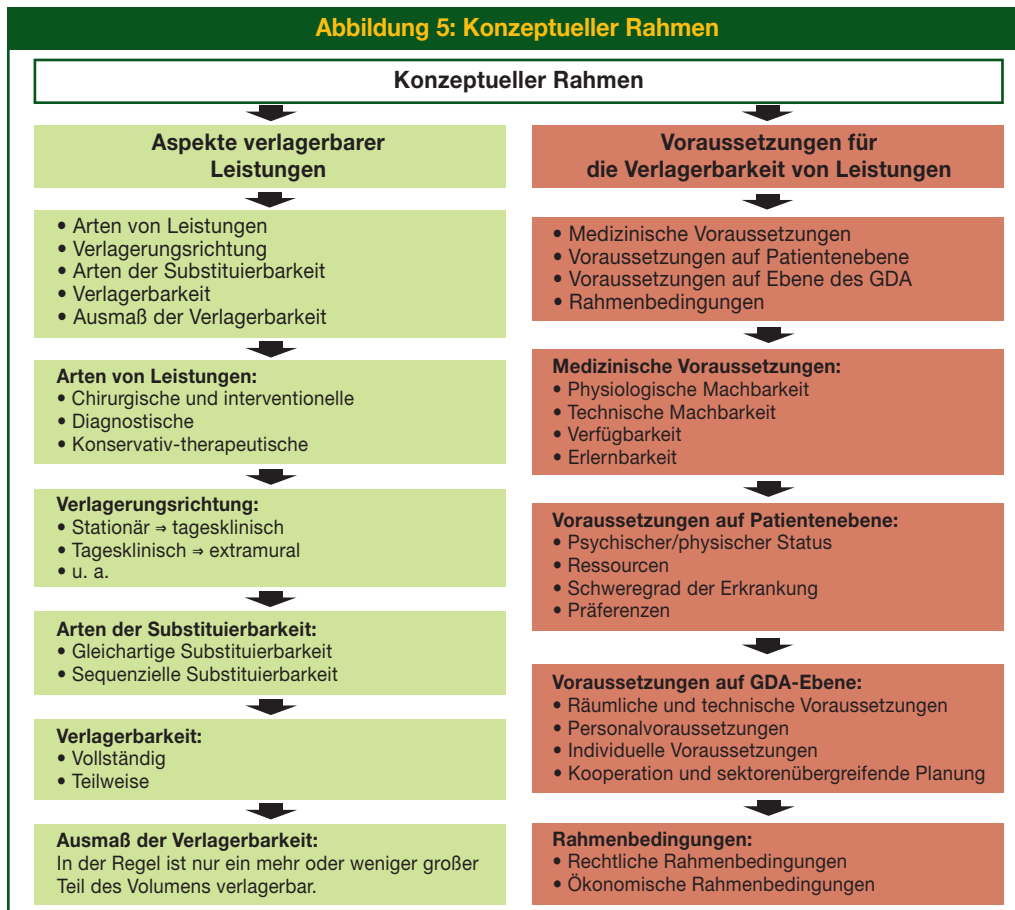 Abbildung 5: Konzeptueller Rahmen
Konzeptueller Rahmen
Aspekte verlagerbarer
Leistungen
• Arten von Leistungen
• Verlagerungsrichtung
• Arten der Substituierbarkeit
• Verlagerbarkeit
• Ausmaß der Verlagerbarkeit
Arten von Leistungen:
• Chirurgische und interventionelle
• Diagnostische
• Konservativ-therapeutische
Verlagerungsrichtung:
• Stationär ⇒ tagesklinisch
• Tagesklinisch ⇒ extramural
• u. a.
Arten der Substituierbarkeit:
• Gleichartige Substituierbarkeit
• Sequenzielle Substituierbarkeit
Verlagerbarkeit:
• Vollständig
• Teilweise
Ausmaß der Verlagerbarkeit:
In der Regel ist nur ein mehr oder weniger großer
Teil des Volumens verlagerbar.
Voraussetzungen für
die Verlagerbarkeit von Leistungen
• Medizinische Voraussetzungen
• Voraussetzungen auf Patientenebene
• Voraussetzungen auf Ebene des GDA
• Rahmenbedingungen
Medizinische Voraussetzungen:
• Physiologische Machbarkeit
• Technische Machbarkeit
• Verfügbarkeit
• Erlernbarkeit
Voraussetzungen auf Patientenebene:
• Psychischer/physischer Status
• Ressourcen
• Schweregrad der Erkrankung
• Präferenzen
Voraussetzungen auf GDA-Ebene:
• Räumliche und technische Voraussetzungen
• Personalvoraussetzungen
• Individuelle Voraussetzungen
• Kooperation und sektorenübergreifende Planung
Rahmenbedingungen:
• Rechtliche Rahmenbedingungen
• Ökonomische Rahmenbedingungen